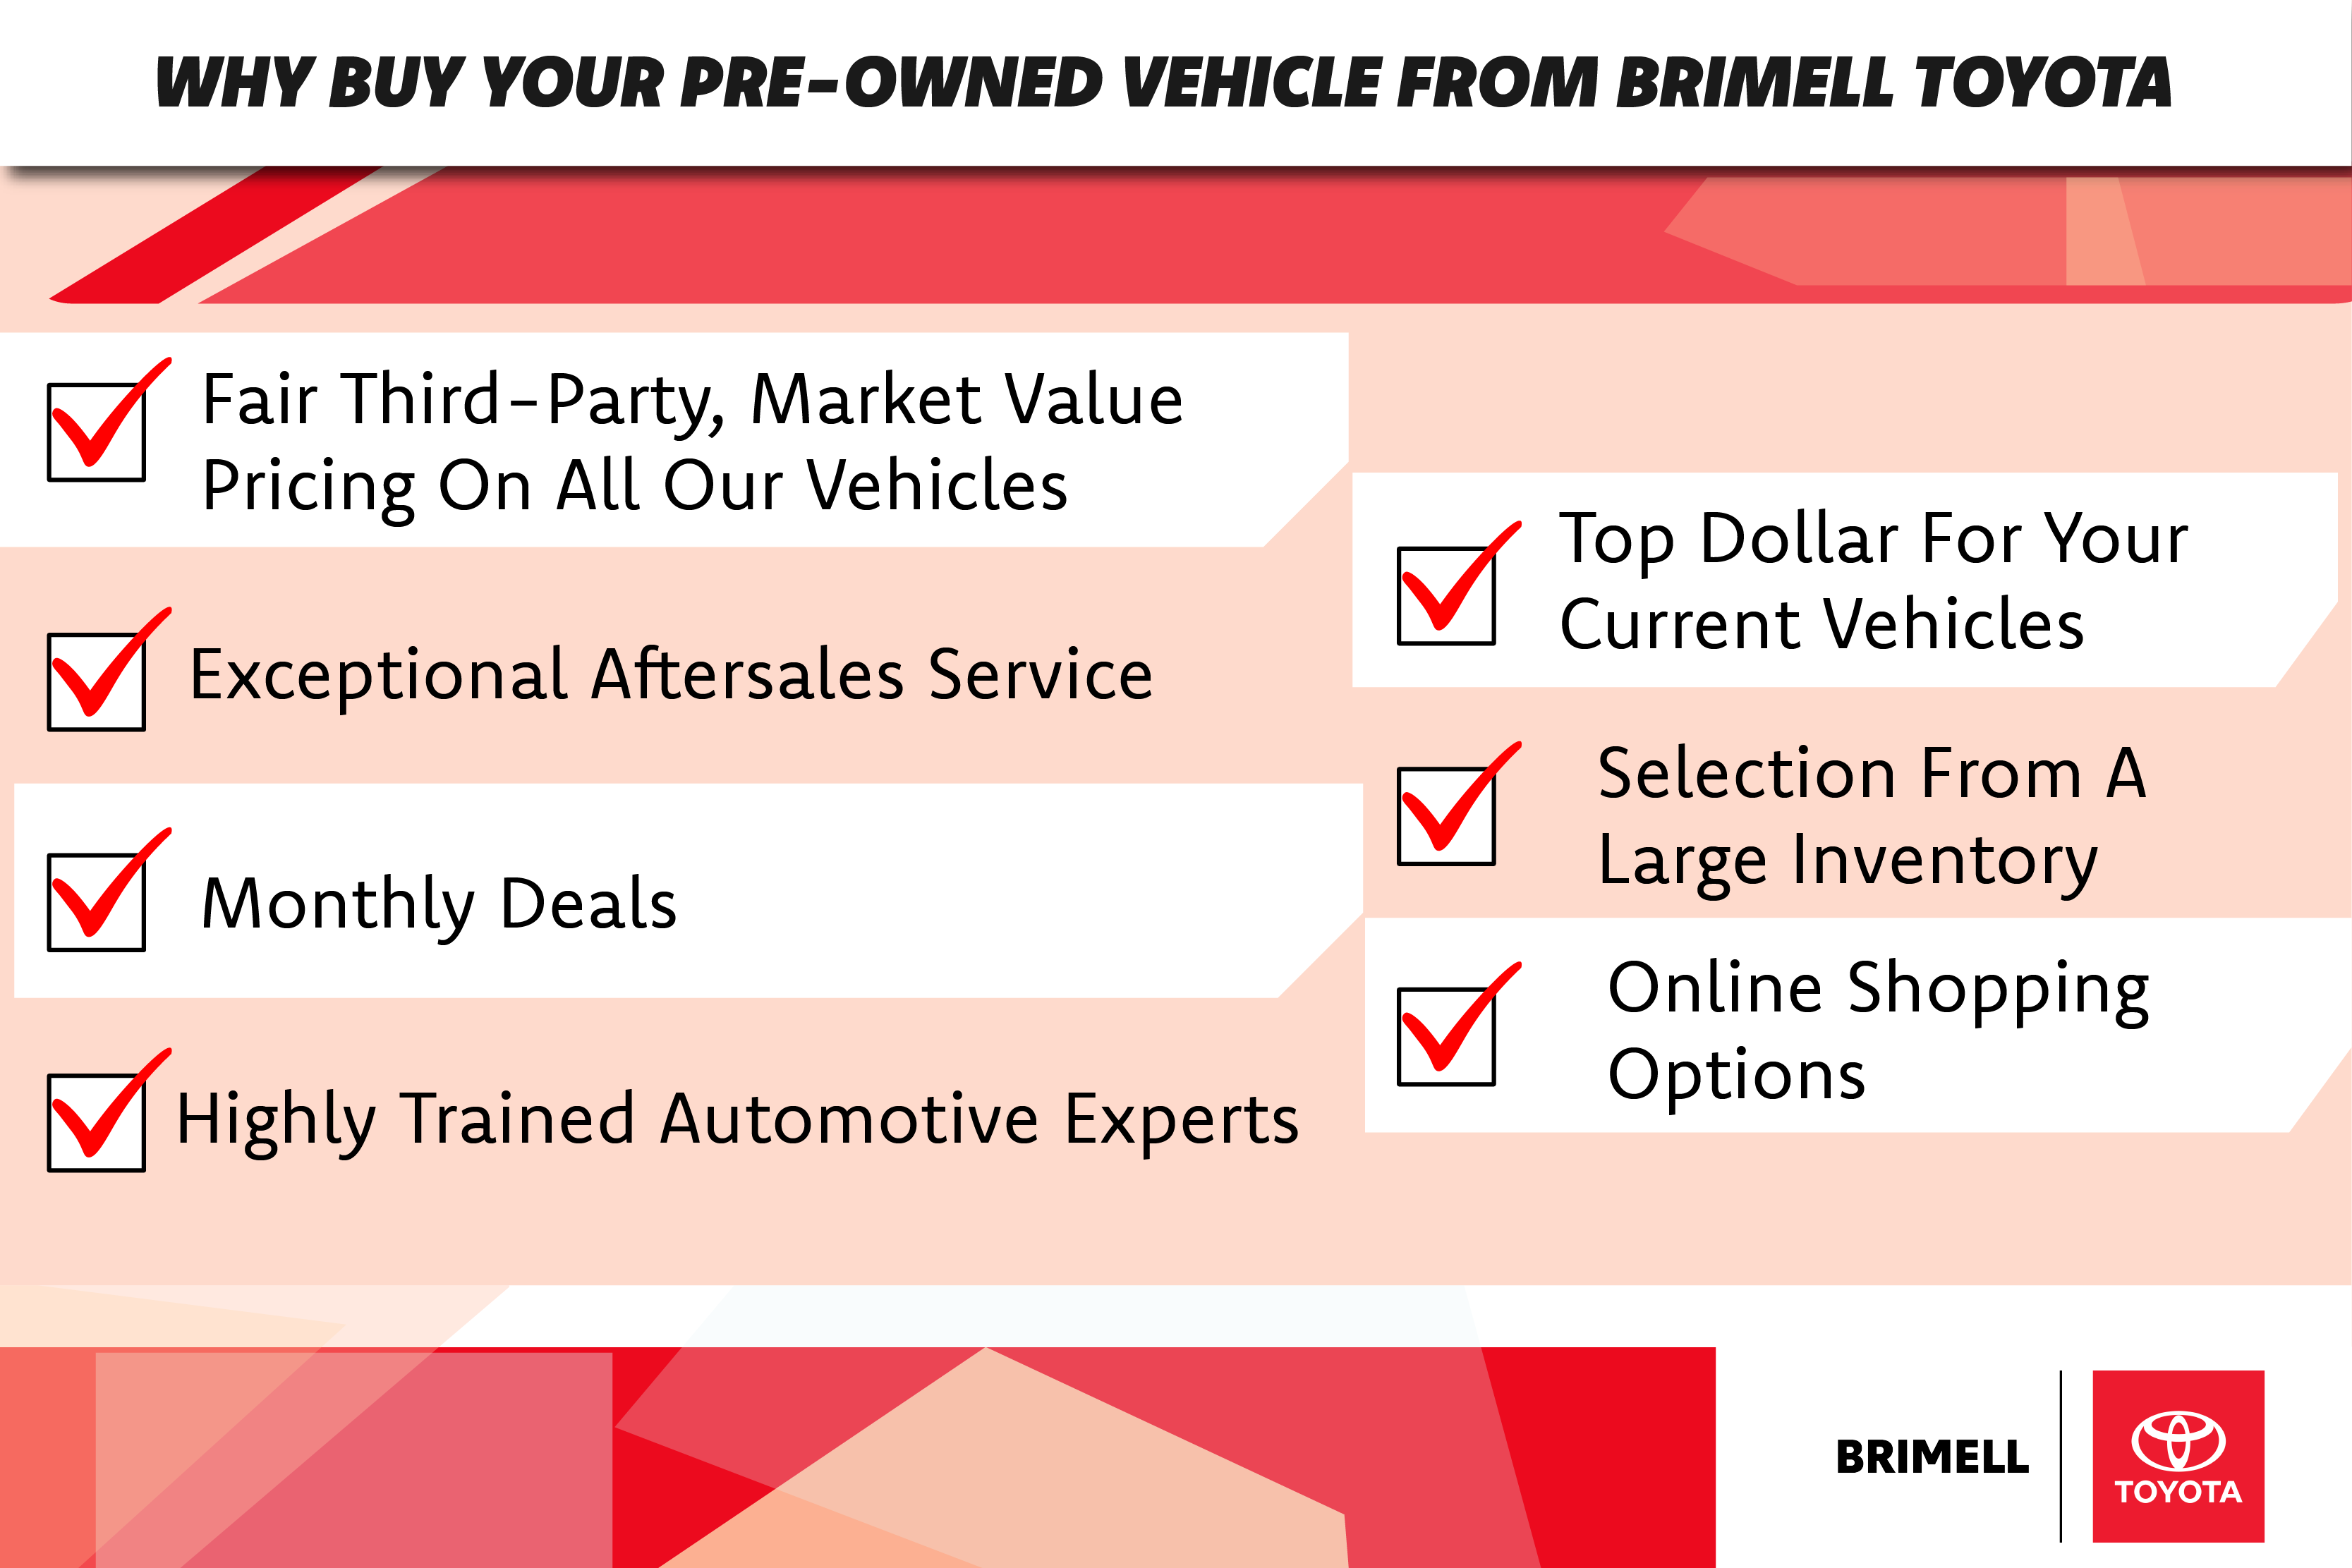 WHY BUY YOUR PRE-OWNED VEHICLE FROM BRIMELL TOYOTA
Fair Third-Party, Market Value
Pricing On All Our Vehicles
Exceptional Aftersales Service
Monthly Deals
Highly Trained Automotive Experts
Top Dollar For Your
Current Vehicles
Selection From A
Large Inventory
Online Shopping
Options
BRIMELL
TOYOTA